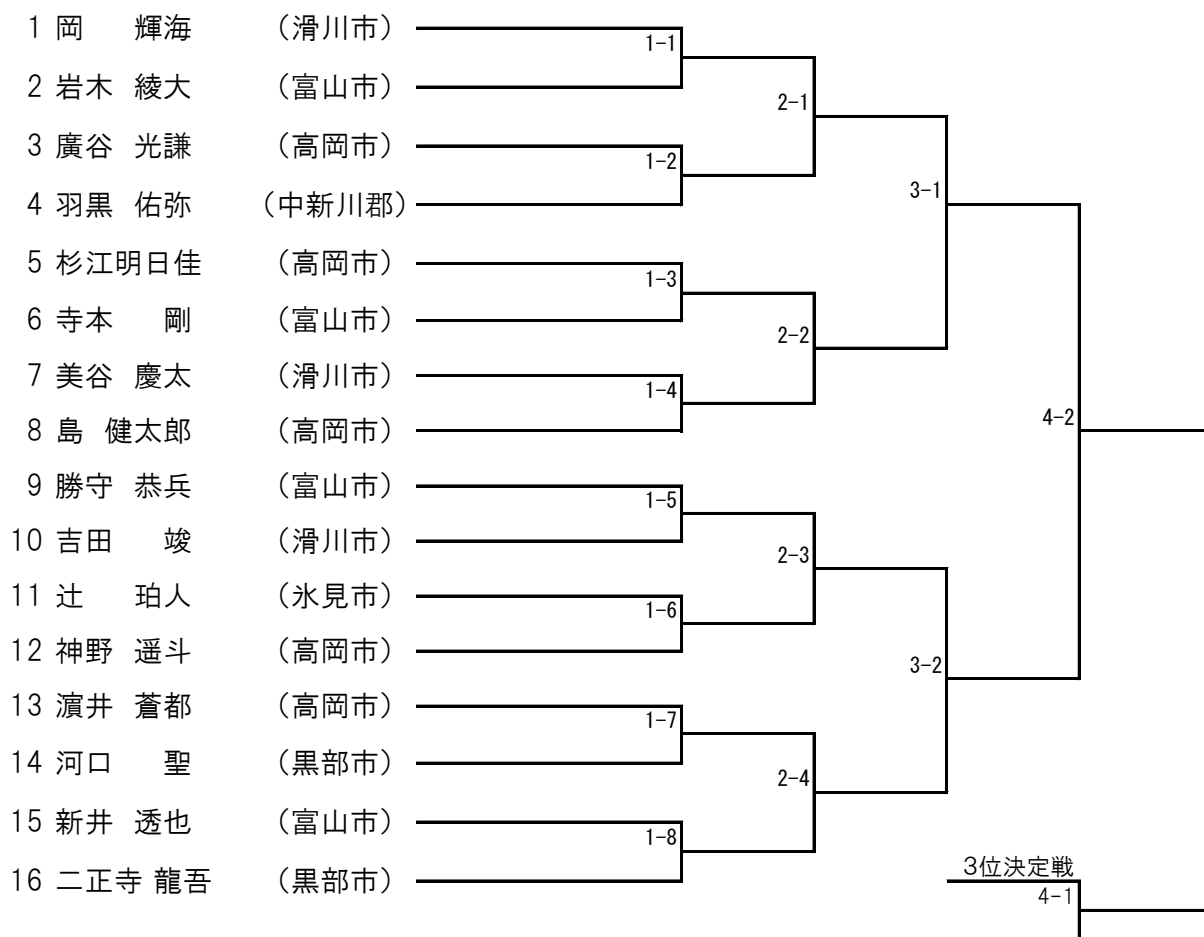 1 岡　輝海 （滑川市）
1-1
2 岩木 綾大 （富山市）
2-1
3 廣谷 光謙 （高岡市）
1-2
4 羽黒 佑弥 （中新川郡）
3-1
5 杉江明日佳 （高岡市）
1-3
6 寺本　剛 （富山市）
2-2
7 美谷 慶太 （滑川市）
1-4
8 島 健太郎 （高岡市）
4-2
9 勝守 恭兵 （富山市）
1-5
10 吉田　竣 （滑川市）
2-3
11 辻　珀人 （氷見市）
1-6
12 神野 遥斗 （高岡市）
3-2
13 濵井 蒼都 （高岡市）
1-7
14 河口　聖 （黒部市）
2-4
15 新井 透也 （富山市）
1-8
16 二正寺 龍吾 （黒部市）
3位決定戦
4-1